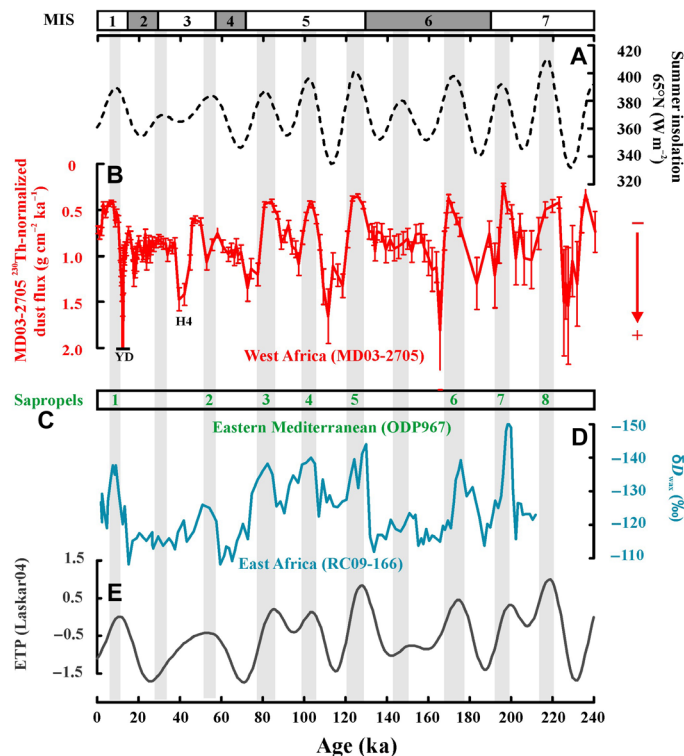 MIS 1 2 3 4 5 6 7
A
420
400
380
360
340
320
Summer insolation
65°N (W m⁻²)
B
0
0.5
1.0
1.5
2.0
MD03-2705 ²³⁰Th-normalized
dust flux (g cm⁻² ka⁻¹)
YD
H4
West Africa (MD03-2705)
−
+
Sapropels 1 2 3 4 5 6 7 8
C
Eastern Mediterranean (ODP967)
D
−150
−140
−130
−120
−110
δDwax
(‰)
East Africa (RC09-166)
E
1.5
0.5
−0.5
−1.5
ETP (Laskar04)
0 20 40 60 80 100 120 140 160 180 200 220 240
Age (ka)